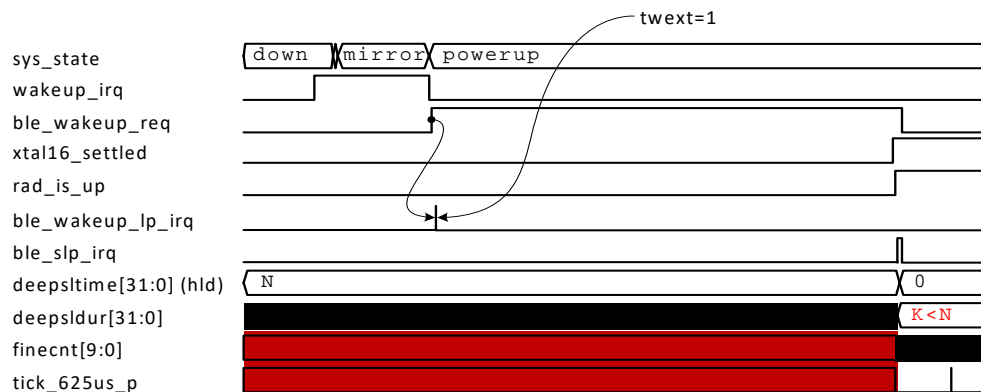 twext=1
sys_state down mirror powerup
wakeup_irq
ble_wakeup_req
xtal16_settled
rad_is_up
ble_wakeup_lp_irq
ble_slp_irq
deepsltime[31:0] (hld) N 0
deepsldur[31:0] K<N
finecnt[9:0]
tick_625us_p